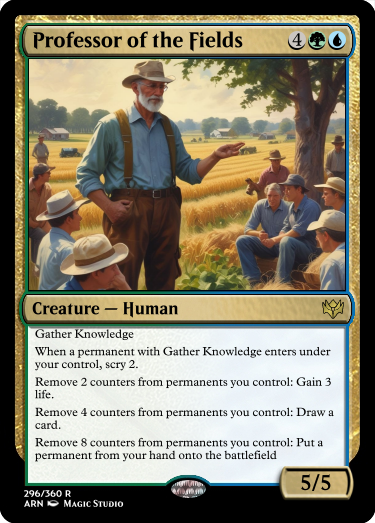 Professor of the Fields 4
Creature — Human
Gather Knowledge
When a permanent with Gather Knowledge enters under
your control, scry 2.
Remove 2 counters from permanents you control: Gain 3
life.
Remove 4 counters from permanents you control: Draw a
card.
Remove 8 counters from permanents you control: Put a
permanent from your hand onto the battlefield
5/5
296/360 R
ARN Magic Studio